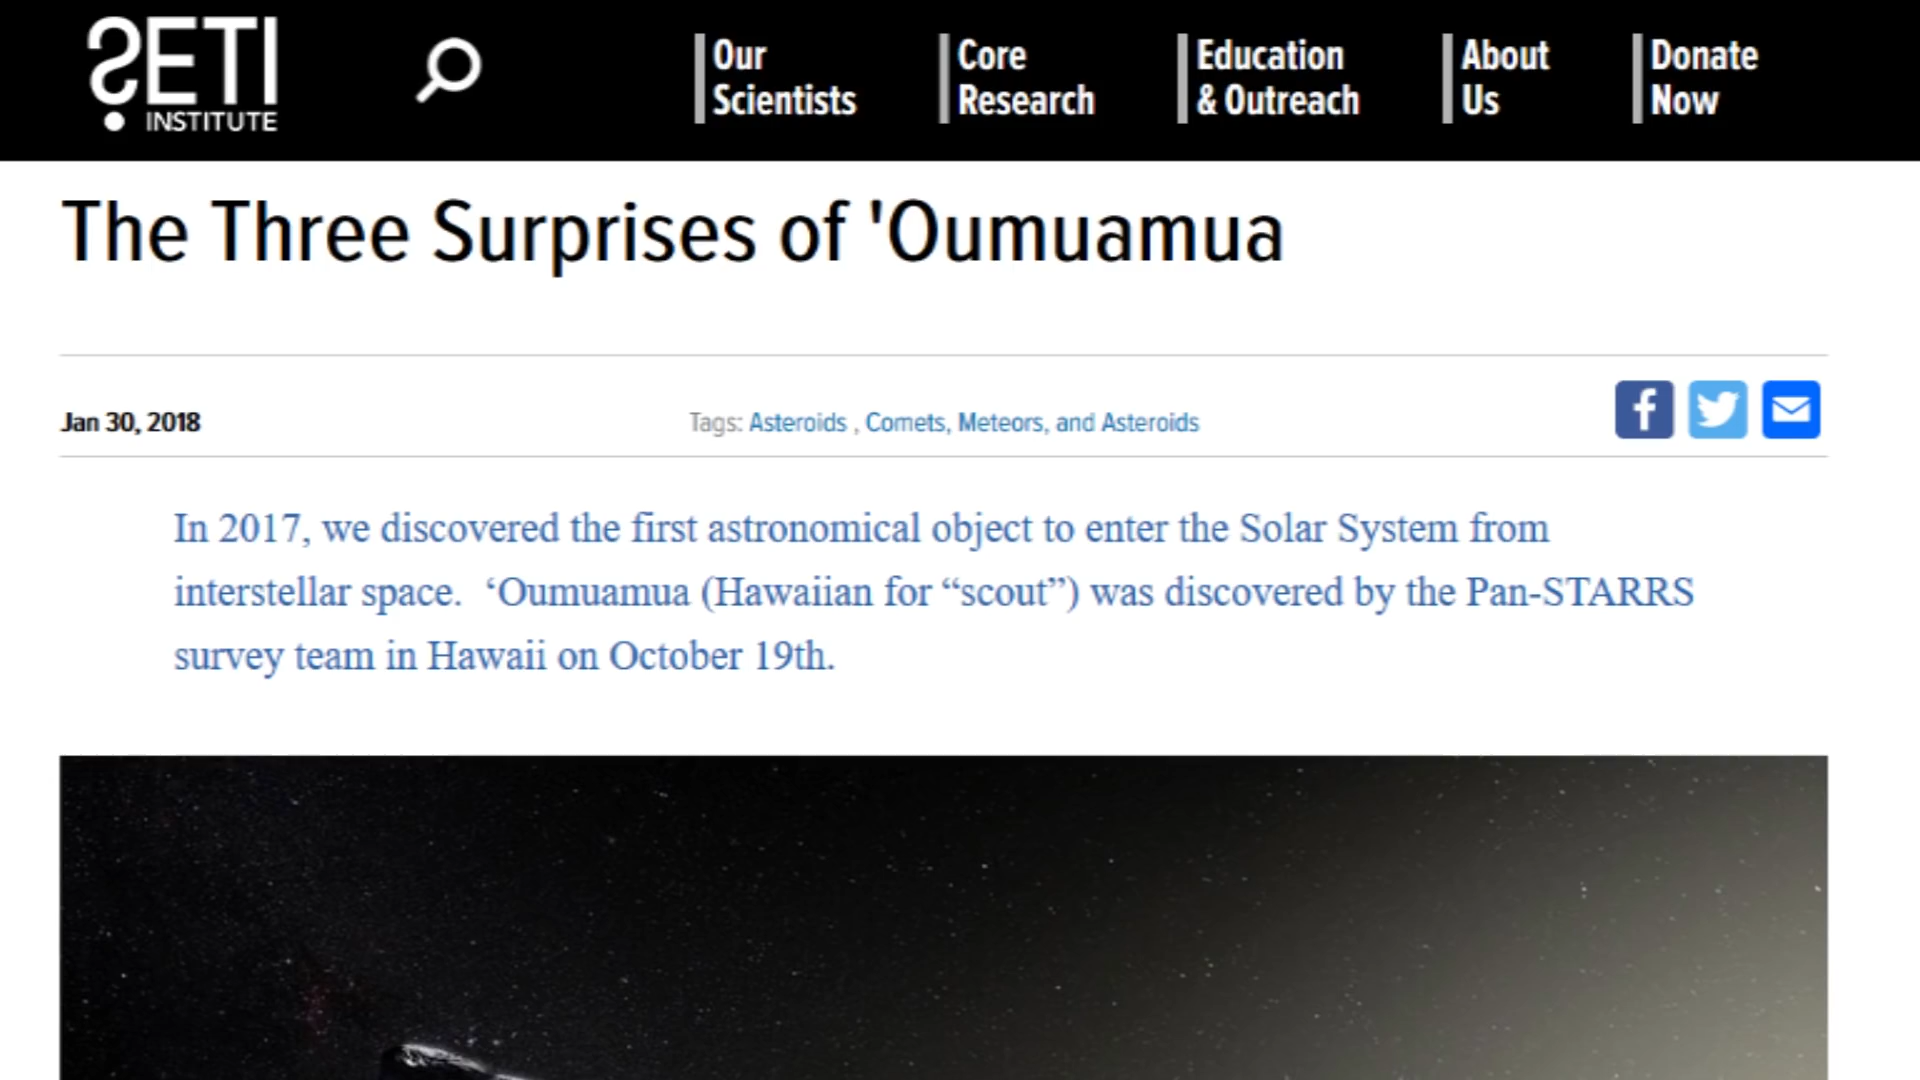 SETI
INSTITUTE
Our
Scientists
Core
Research
Education
& Outreach
About
Us
Donate
Now
The Three Surprises of 'Oumuamua
Jan 30, 2018
Tags: Asteroids , Comets, Meteors, and Asteroids
In 2017, we discovered the first astronomical object to enter the Solar System from
interstellar space.  ‘Oumuamua (Hawaiian for “scout”) was discovered by the Pan-STARRS
survey team in Hawaii on October 19th.